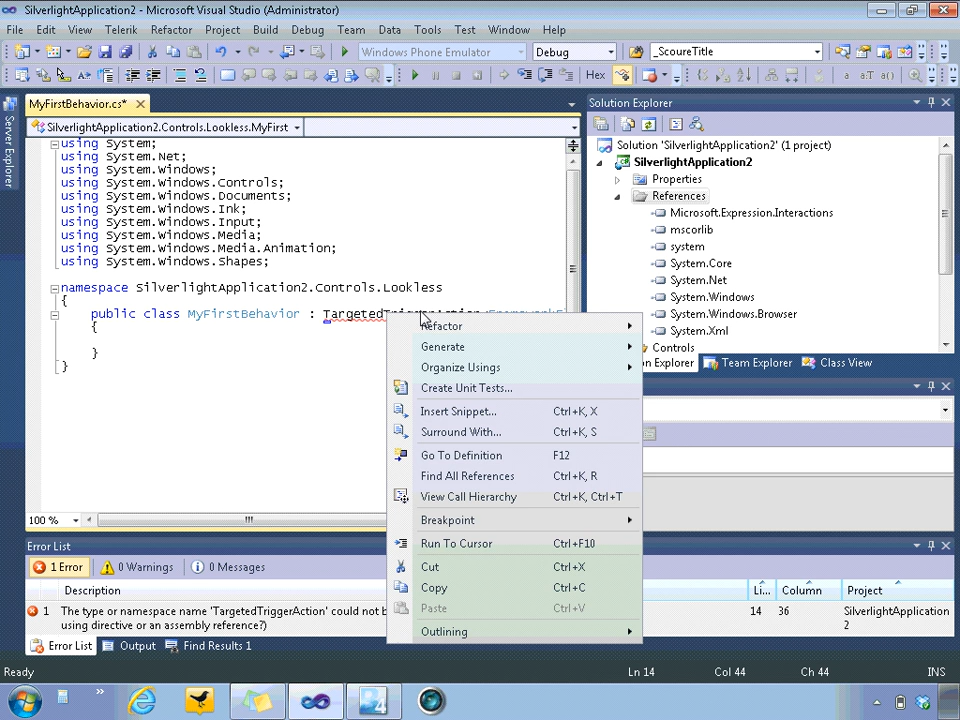 SilverlightApplication2 - Microsoft Visual Studio (Administrator)
File Edit View Telerik Refactor Project Build Debug Team Data Tools Test Window Help
Windows Phone Emulator Debug _ScoureTitle
Hex
MyFirstBehavior.cs*
SilverlightApplication2.Controls.Lookless.MyFirst
Server Explorer
using System;
using System.Net;
using System.Windows;
using System.Windows.Controls;
using System.Windows.Documents;
using System.Windows.Ink;
using System.Windows.Input;
using System.Windows.Media;
using System.Windows.Media.Animation;
using System.Windows.Shapes;
namespace SilverlightApplication2.Controls.Lookless
{
public class MyFirstBehavior :
{
}
}
100 %
Refactor
Generate
Organize Usings
Create Unit Tests...
Insert Snippet... Ctrl+K, X
Surround With... Ctrl+K, S
Go To Definition F12
Find All References Ctrl+K, R
View Call Hierarchy Ctrl+K, Ctrl+T
Breakpoint
Run To Cursor Ctrl+F10
Cut Ctrl+X
Copy Ctrl+C
Paste Ctrl+V
Outlining
Solution Explorer
Solution 'SilverlightApplication2' (1 project)
SilverlightApplication2
Properties
References
Microsoft.Expression.Interactions
mscorlib
system
System.Core
System.Net
System.Windows
System.Windows.Browser
System.Xml
Controls
Explorer Team Explorer Class View
Error List
1 Error 0 Warnings 0 Messages
Description Li... Column Project
1 The type or namespace name 'TargetedTriggerAction' could not
using directive or an assembly reference?)
14 36 SilverlightApplication
2
Error List Output Find Results 1
Ready Ln 14 Col 44 Ch 44 INS